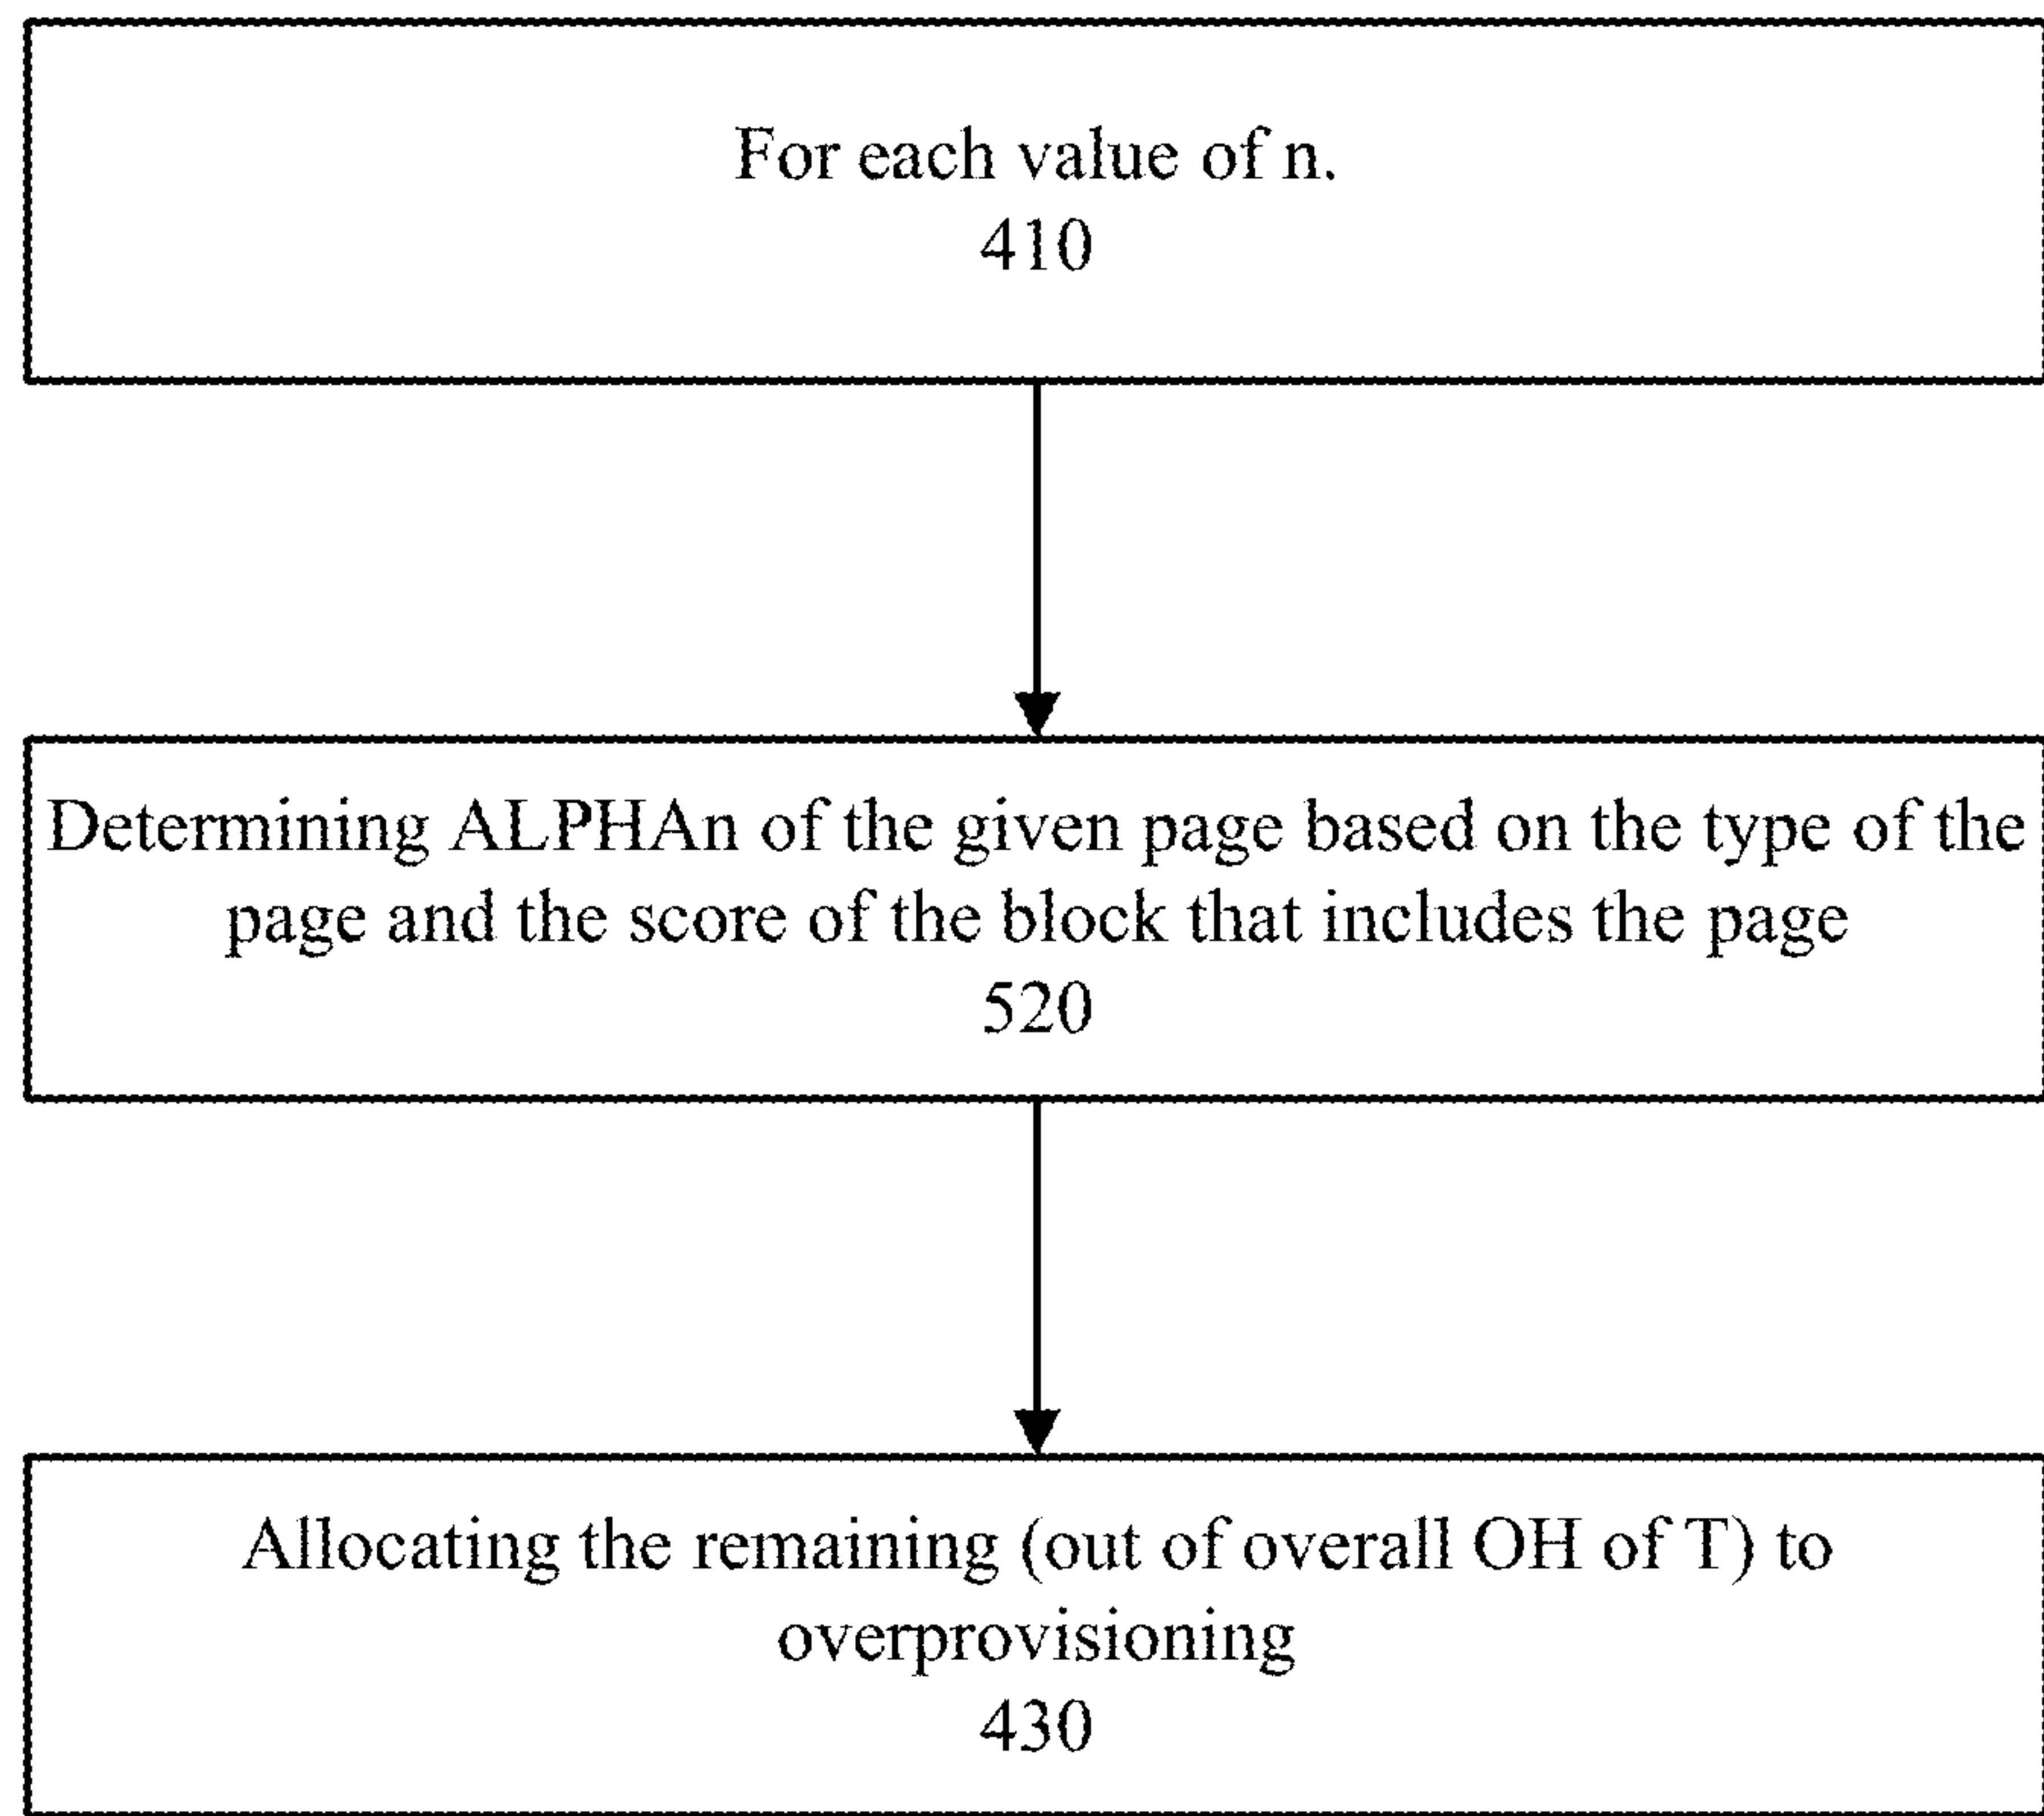 For each value of n.
410
Determining ALPHAn of the given page based on the type of the
page and the score of the block that includes the page
520
Allocating the remaining (out of overall OH of T) to
overprovisioning
430